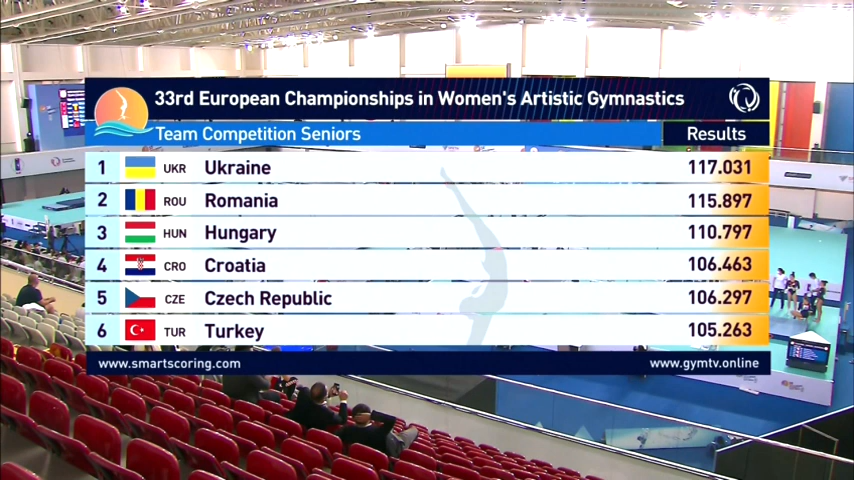 33rd European Championships in Women's Artistic Gymnastics
Team Competition Seniors Results
1 UKR Ukraine 117.031
2 ROU Romania 115.897
3 HUN Hungary 110.797
4 CRO Croatia 106.463
5 CZE Czech Republic 106.297
6 TUR Turkey 105.263
www.smartscoring.com www.gymtv.online